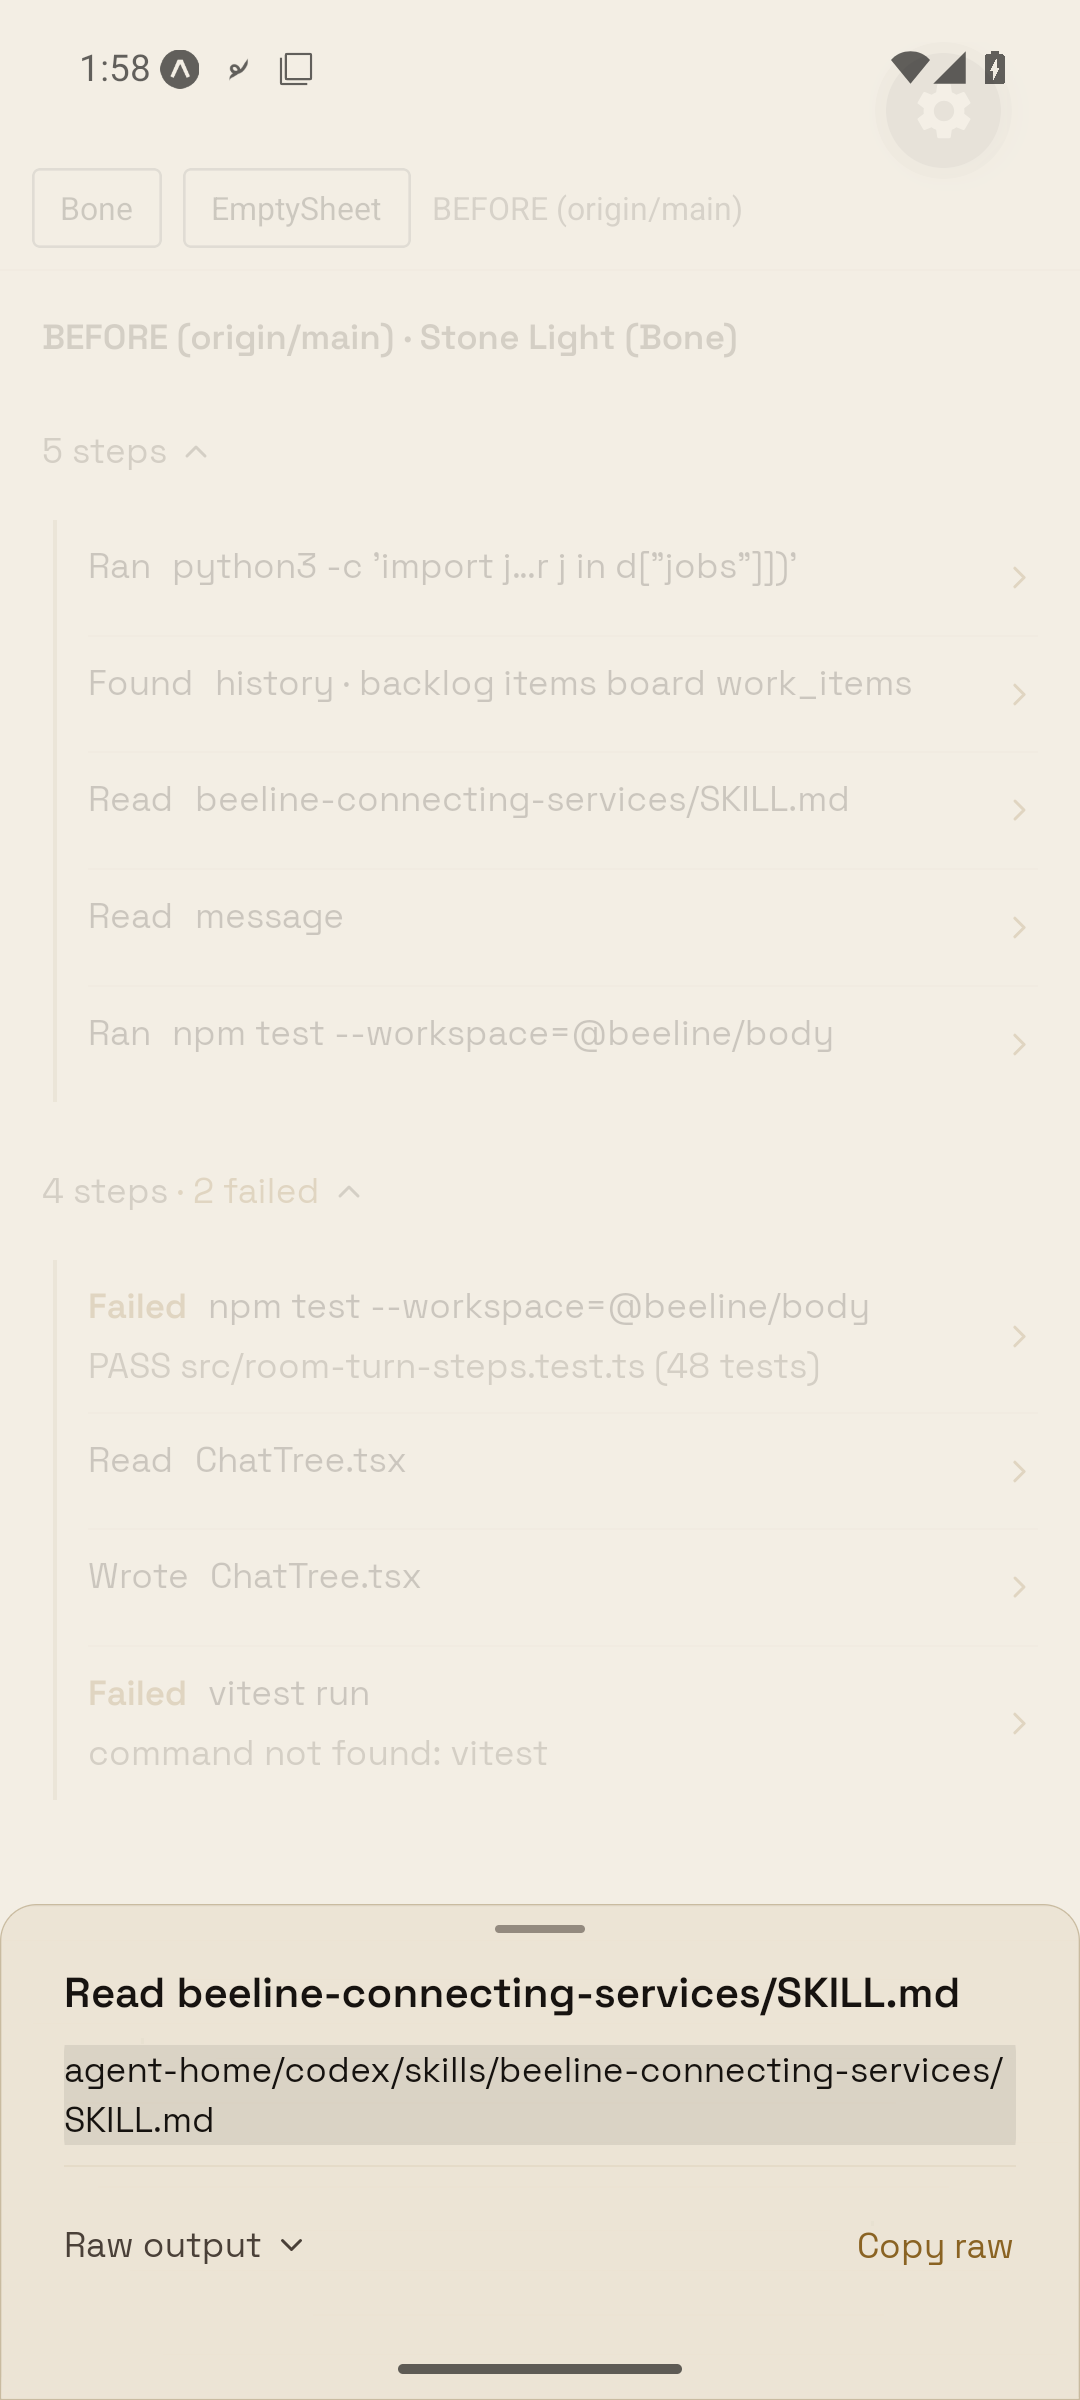 1:58
Bone
EmptySheet
BEFORE (origin/main)
BEFORE (origin/main) · Stone Light (Bone)
5 steps
Ran python3 -c 'import j...r j in d["jobs"]])'
Found history · backlog items board work_items
Read beeline-connecting-services/SKILL.md
Read message
Ran npm test --workspace=@beeline/body
4 steps · 2 failed
Failed npm test --workspace=@beeline/body
PASS src/room-turn-steps.test.ts (48 tests)
Read ChatTree.tsx
Wrote ChatTree.tsx
Failed vitest run
command not found: vitest
Read beeline-connecting-services/SKILL.md
agent-home/codex/skills/beeline-connecting-services/
SKILL.md
Raw output
Copy raw